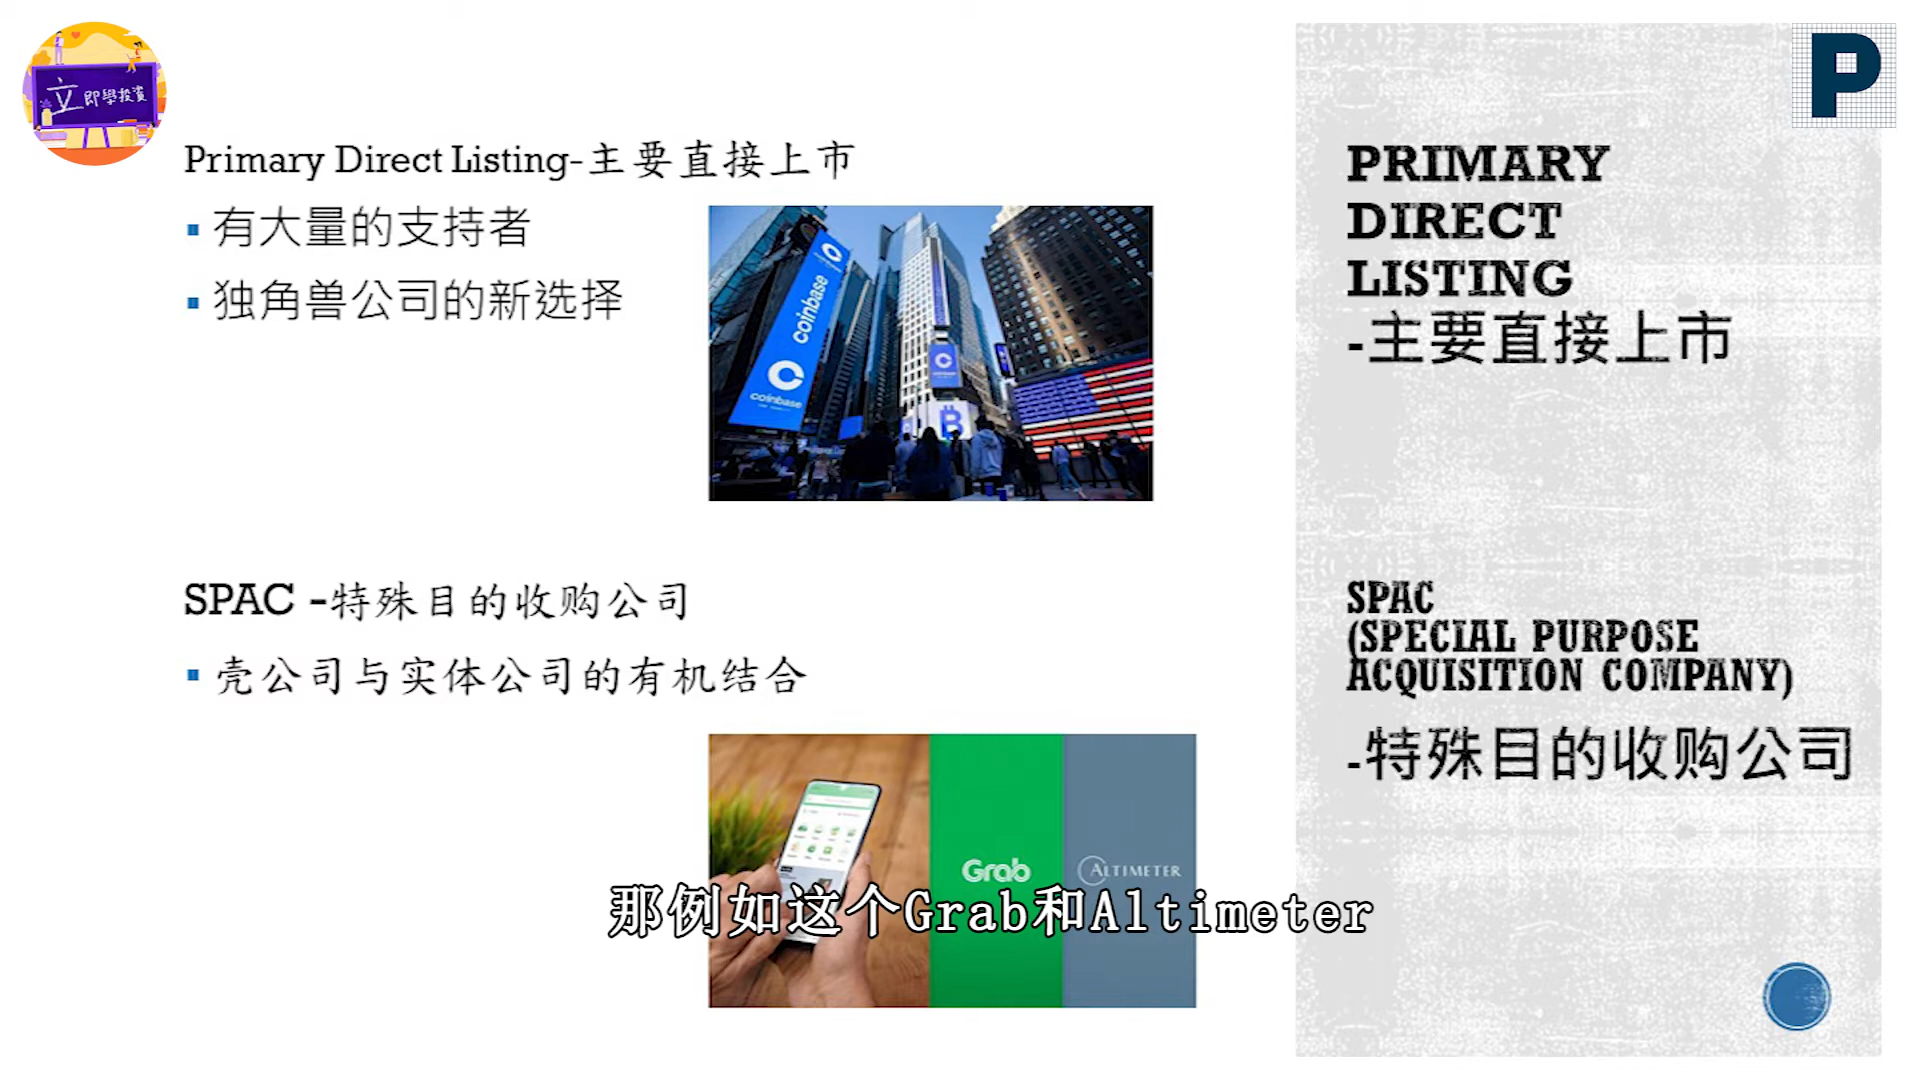 立即學投資
P
Primary Direct Listing-主要直接上市
有大量的支持者
独角兽公司的新选择
coinbase
coinbase
SPAC -特殊目的收购公司
壳公司与实体公司的有机结合
Grab
ALTIMETER
那例如这个Grab和Altimeter
PRIMARY
DIRECT
LISTING
-主要直接上市
SPAC
(SPECIAL PURPOSE
ACQUISITION COMPANY)
-特殊目的收购公司